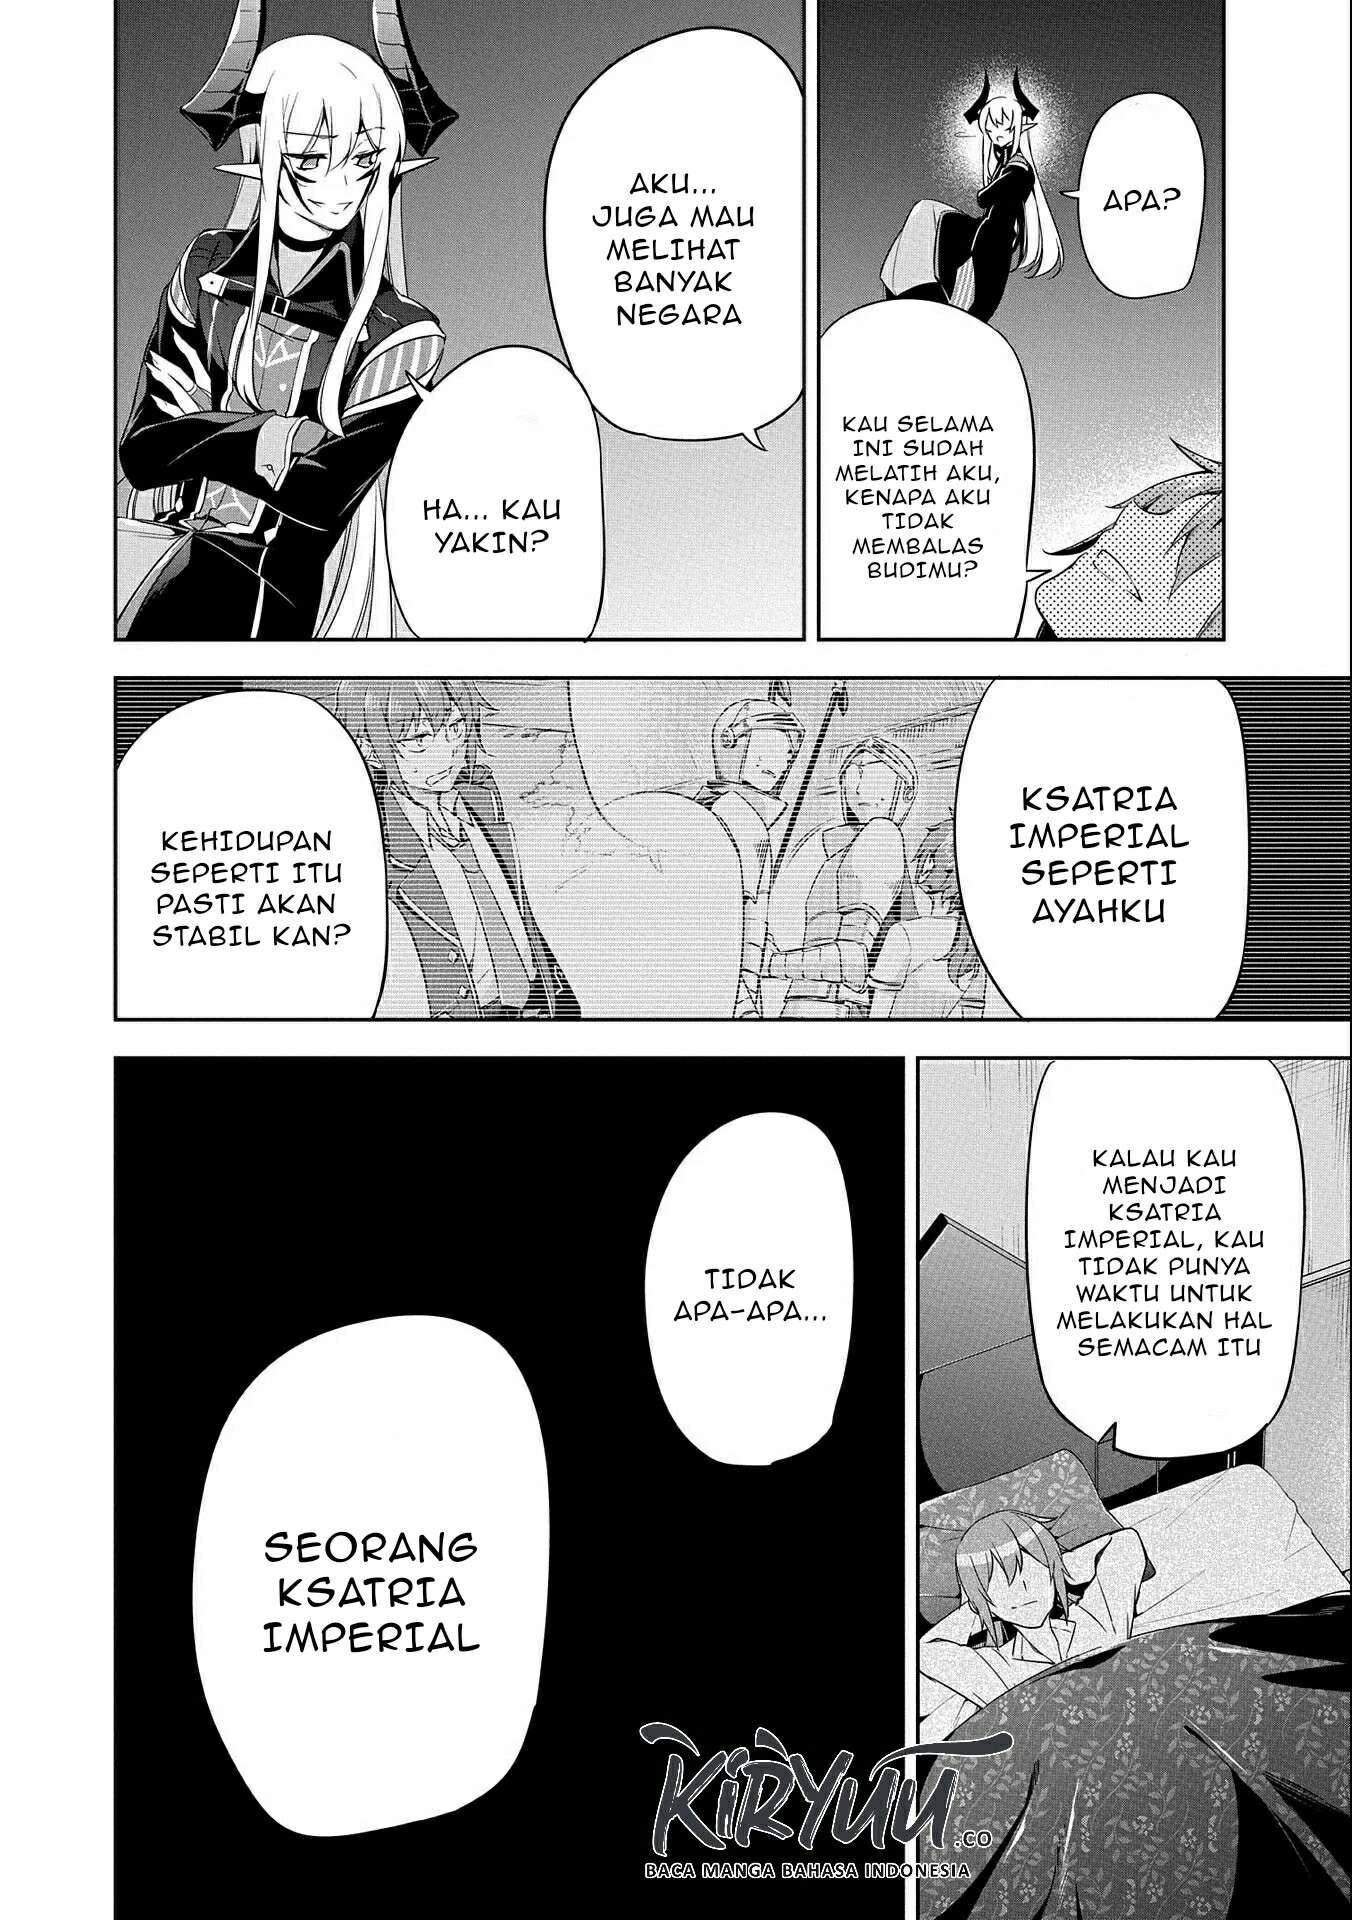 APA?
KAU SELAMA
INI SUDAH
MELATIH AKU,
KENAPA AKU
TIDAK
MEMBALAS
BUDIMU?
AKU...
JUGA MAU
MELIHAT
BANYAK
NEGARA
HA... KAU
YAKIN?
KSATRIA
IMPERIAL
SEPERTI
AYAHKU
KEHIDUPAN
SEPERTI ITU
PASTI AKAN
STABIL KAN?
KALAU KAU
MENJADI
KSATRIA
IMPERIAL, KAU
TIDAK PUNYA
WAKTU UNTUK
MELAKUKAN HAL
SEMACAM ITU
TIDAK
APA-APA...
SEORANG
KSATRIA
IMPERIAL
KIRYUU.CO
BACA MANGA BAHASA INDONESIA